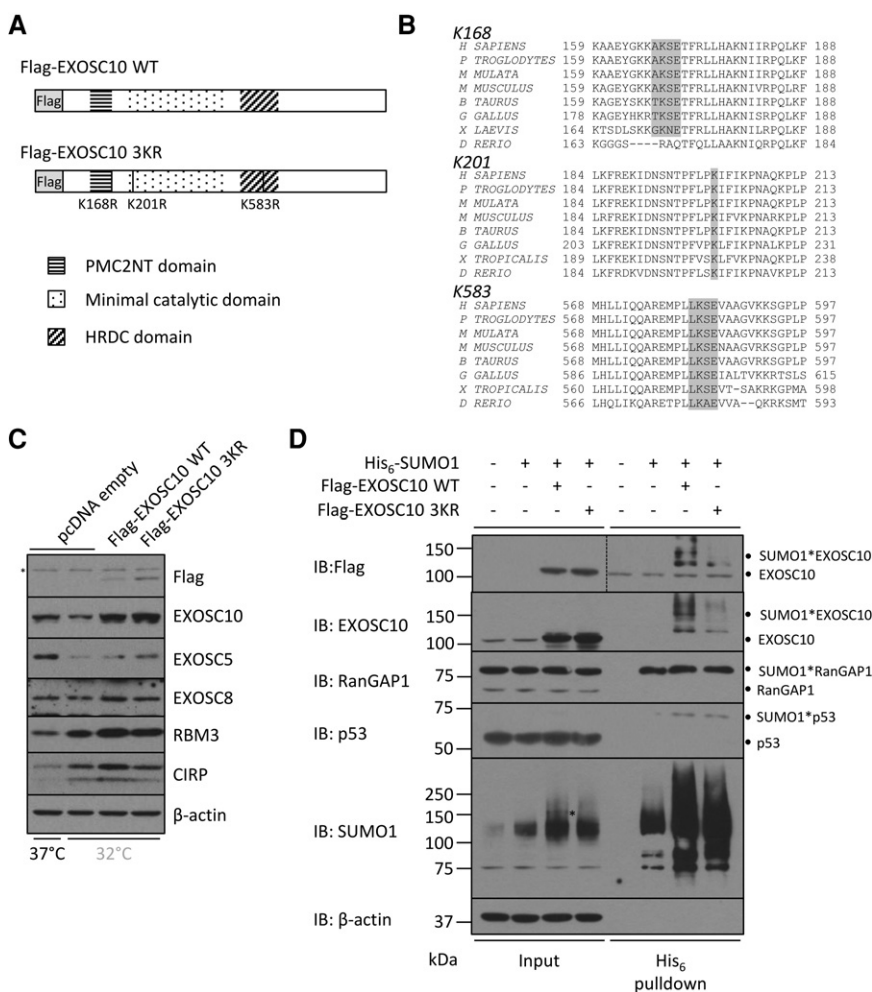 A
Flag-EXOSC10 WT
Flag
Flag-EXOSC10 3KR
Flag
K168R K201R K583R
PMC2NT domain
Minimal catalytic domain
HRDC domain
B
K168
H SAPIENS 159 KAAEYGKKAKSETFRLLHAKNIIRPQLKF 188
P TROGLODYTES 159 KAAEYGKKAKSETFRLLHAKNIIRPQLKF 188
M MULATA 159 KAAEYGKKAKSETFRLLHAKNIIRPQLKF 188
M MUSCULUS 159 KAGEYGKKAKSETFRLLHAKNIIRPQLKF 188
B TAURUS 159 KAGEYSKKTKSETFRLLHAKNIIRPQLKF 188
G GALLUS 178 KAGEYHKRTKSETFRLLHAKNIIRPQLKF 188
X LAEVIS 164 KTSDLSKKGKNETFRLLHAKNIIRPQLKF 188
D RERIO 163 KGGGS----RAQTFQLLAAKNIQRPQLKF 184
K201
H SAPIENS 184 LKFREKIDNSNTPFLPKIFIKPNAQKPLP 213
P TROGLODYTES 184 LKFREKIDNSNTPFLPKIFIKPNAQKPLP 213
M MULATA 184 LKFREKIDNSNTPFLPKIFIKPNAQKPLP 213
M MUSCULUS 184 LKFREKIDNSNTPFLPKIFVKPNARKPLP 213
B TAURUS 184 LKFREKIDNSNTPFLPKIFIKPNAQKPLP 213
G GALLUS 203 LKFREKIDNSNTPFVPKLFIKPNALKPLP 231
X TROPICALIS 189 LKFREKIDNSNTPFVSKLFIKPNAQKPLP 238
D RERIO 184 LKFRDKVDNSNTPFLPKIFIKPNAVKPLP 213
K583
H SAPIENS 568 MHLLIQQAREMPLLKSEVAAGVKKSGPLP 597
P TROGLODYTES 568 MHLLIQQAREMPLLKSEVAAGVKKSGPLP 597
M MULATA 568 MHLLIQQAREMPLLKSEVAAGVKKSGPLP 597
M MUSCULUS 568 MHLLIQQAREMPLLKSENAAGVRKSGPLP 597
B TAURUS 568 MHLLIQQAREMPLLKSEVAAGVKKSGPLP 597
G GALLUS 586 MHLLIQQAREMPLLKSEIALTVKKRTSLS 615
X TROPICALIS 560 LHLLIQQAREMPLLKSEVT-SAKRKGPMA 598
D RERIO 566 LHQLIKQARETPLLKAEVVA--QKRKSMT 593
C
pcDNA empty
Flag-EXOSC10 WT
Flag-EXOSC10 3KR
* Flag
EXOSC10
EXOSC5
EXOSC8
RBM3
CIRP
β-actin
37°C 32°C
D
His6-SUMO1 - + + + - + + +
Flag-EXOSC10 WT - - + - - +
Flag-EXOSC10 3KR - - + - - +
IB:Flag 150 100 SUMO1*EXOSC10
EXOSC10
IB: EXOSC10 150 100 SUMO1*EXOSC10
EXOSC10
IB: RanGAP1 75 SUMO1*RanGAP1
RanGAP1
IB: p53 75 50 SUMO1*p53
p53
IB: SUMO1 250 150 100 75 *
IB: β-actin 37
kDa Input His6
pulldown